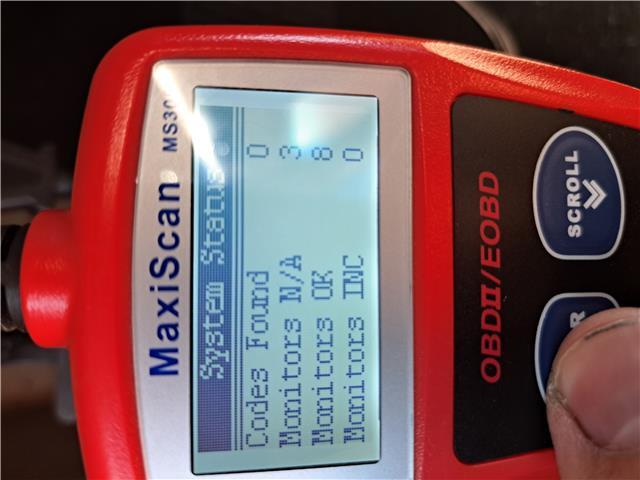 MaxiScan MS30
System Status
Codes Found 0
Monitors N/A 3
Monitors OK 8
Monitors INC 0
OBDII/EOBD
SCROLL